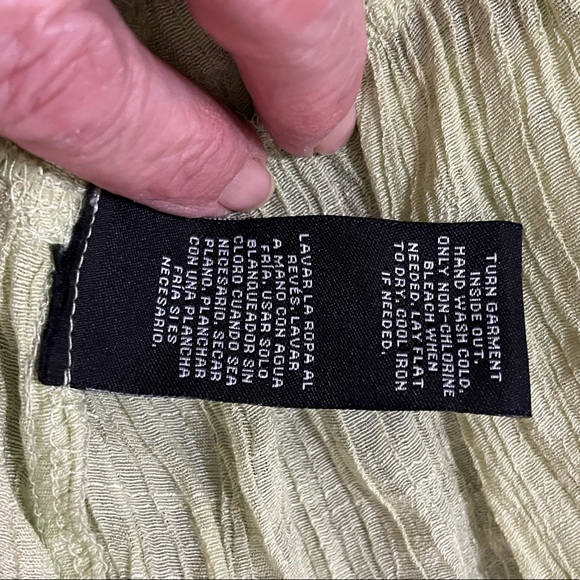 TURN GARMENT
INSIDE OUT.
HAND WASH COLD.
ONLY NON-CHLORINE
BLEACH WHEN
NEEDED. LAY FLAT
TO DRY. COOL IRON
IF NEEDED.
LAVAR LA ROPA AL
REVÉS. LAVAR
A MANO CON AGUA
FRIA. USAR SOLO
BLANQUEADOR SIN
CLORO, CUANDO SEA
NECESARIO. SECAR
PLANO. PLANCHAR
CON UNA PLANCHA
FRIA SI ES
NECESARIO.